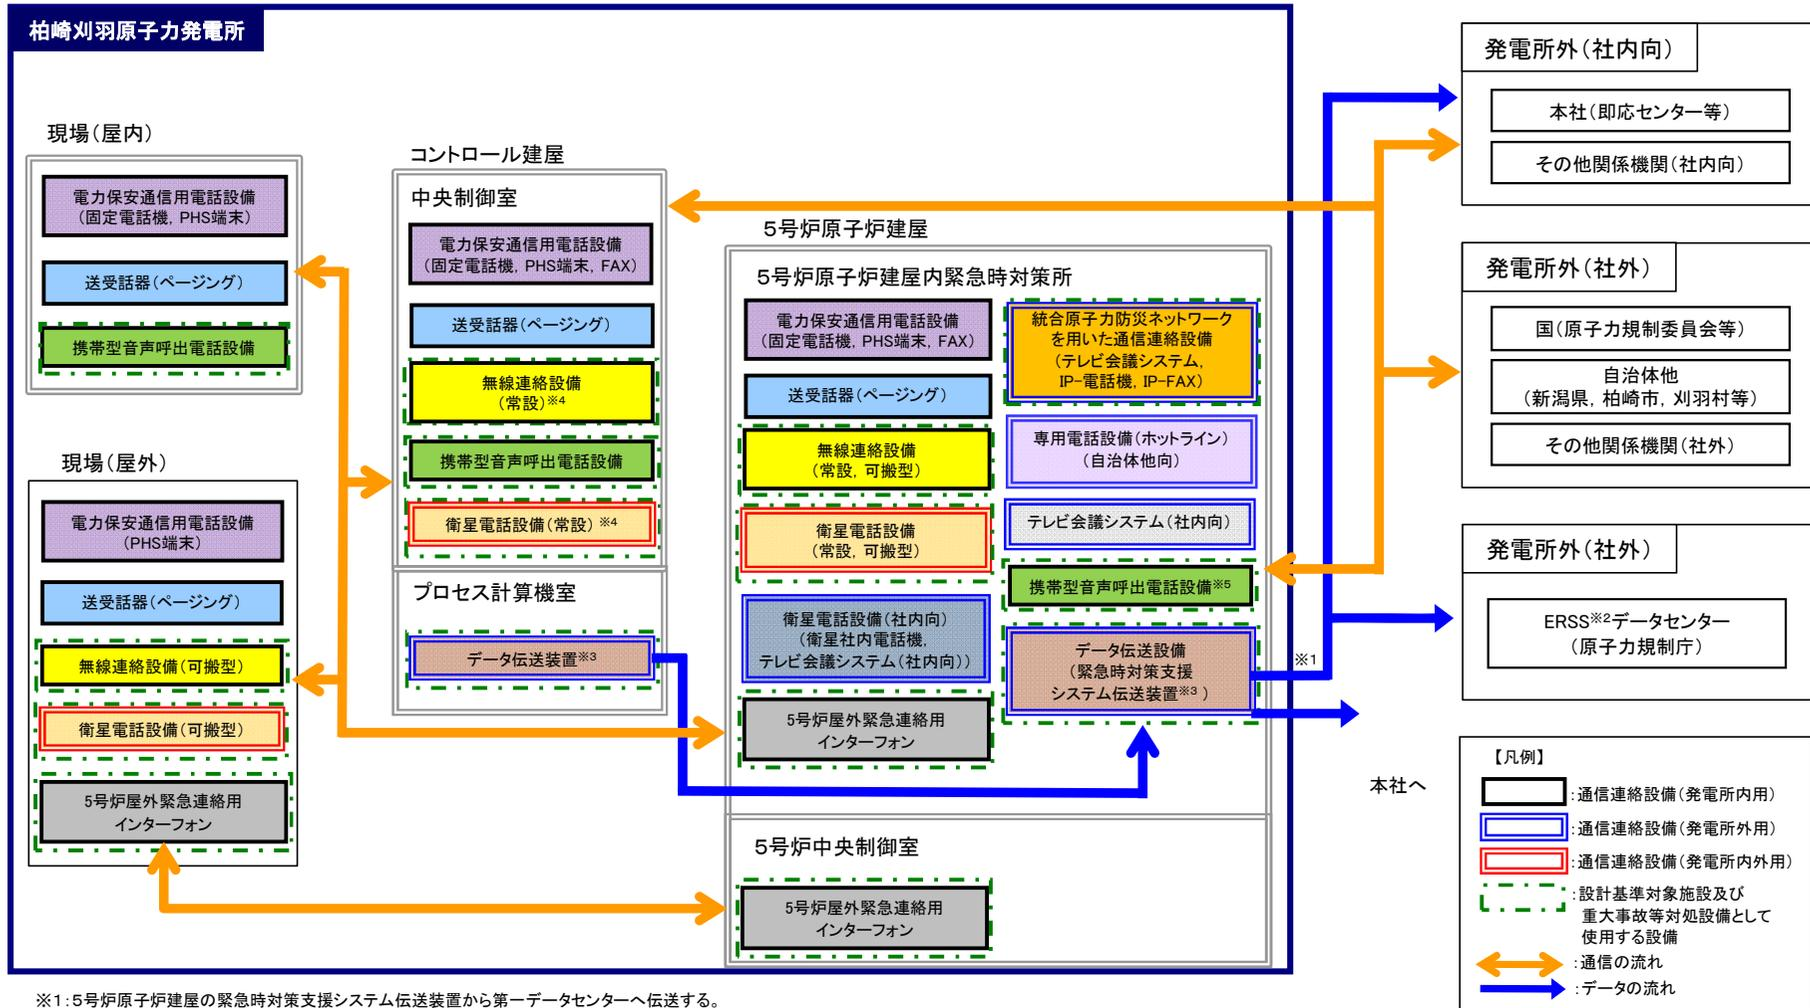 柏崎刈羽原子力発電所
現場（屋内）
電力保安通信用電話設備
（固定電話機，PHS端末）
送受話器（ページング）
携帯型音声呼出電話設備
現場（屋外）
電力保安通信用電話設備
（PHS端末）
送受話器（ページング）
無線連絡設備（可搬型）
衛星電話設備（可搬型）
5号炉屋外緊急連絡用
インターフォン
コントロール建屋
中央制御室
電力保安通信用電話設備
（固定電話機，PHS端末，FAX）
送受話器（ページング）
無線連絡設備
（常設）※4
携帯型音声呼出電話設備
衛星電話設備（常設）※4
プロセス計算機室
データ伝送装置※3
5号炉原子炉建屋
5号炉原子炉建屋内緊急時対策所
電力保安通信用電話設備
（固定電話機，PHS端末，FAX）
送受話器（ページング）
無線連絡設備
（常設，可搬型）
衛星電話設備
（常設，可搬型）
衛星電話設備（社内向）
（衛星社内電話機，
テレビ会議システム（社内向））
5号炉屋外緊急連絡用
インターフォン
統合原子力防災ネットワーク
を用いた通信連絡設備
（テレビ会議システム，
IP-電話機，IP-FAX）
専用電話設備（ホットライン）
（自治体他向）
テレビ会議システム（社内向）
携帯型音声呼出電話設備※5
データ伝送設備
（緊急時対策支援
システム伝送装置※3）
5号炉中央制御室
5号炉屋外緊急連絡用
インターフォン
※1
本社へ
発電所外（社内向）
本社（即応センター等）
その他関係機関（社内向）
発電所外（社外）
国（原子力規制委員会等）
自治体他
（新潟県，柏崎市，刈羽村等）
その他関係機関（社外）
発電所外（社外）
ERSS※2データセンター
（原子力規制庁）
【凡例】
：通信連絡設備（発電所内用）
：通信連絡設備（発電所外用）
：通信連絡設備（発電所内外用）
：設計基準対象施設及び
重大事故等対処設備として
使用する設備
：通信の流れ
：データの流れ
※1：5号炉原子炉建屋の緊急時対策支援システム伝送装置から第一データセンターへ伝送する。